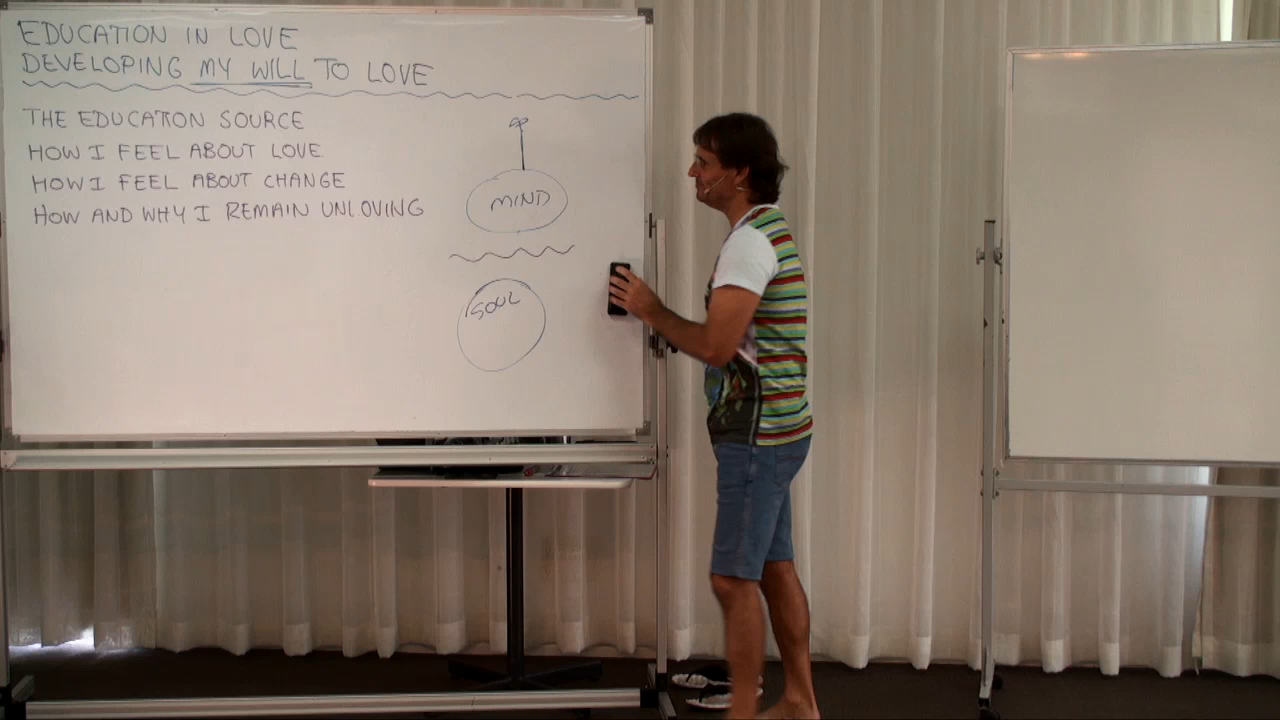 EDUCATION IN LOVE
DEVELOPING MY WILL TO LOVE
THE EDUCATION SOURCE
HOW I FEEL ABOUT LOVE
HOW I FEEL ABOUT CHANGE
HOW AND WHY I REMAIN UNLOVING
MIND
SOUL